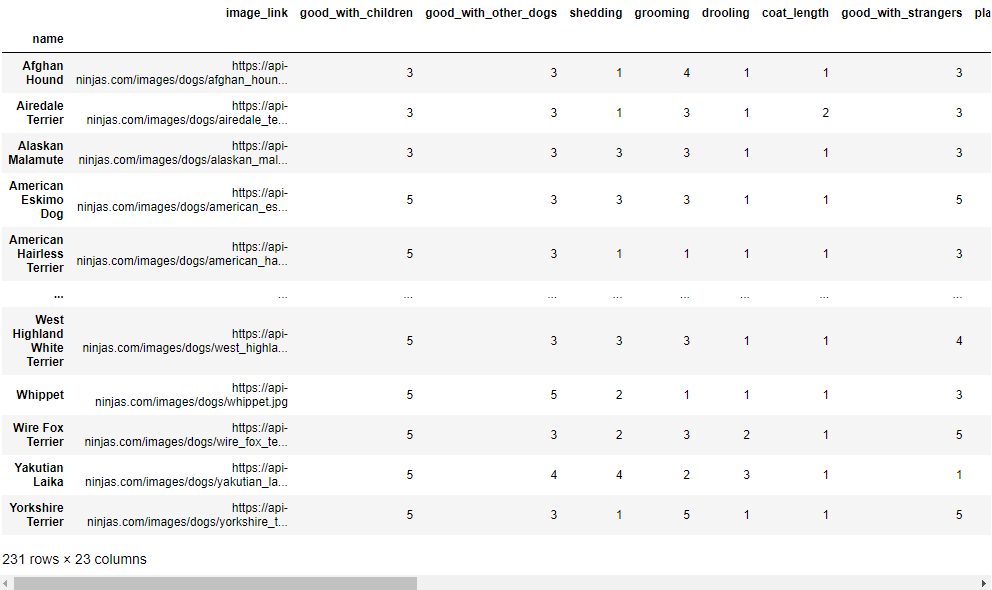 image_link good_with_children good_with_other_dogs shedding grooming drooling coat_length good_with_strangers pla
name
Afghan Hound https://api-ninjas.com/images/dogs/afghan_houn... 3 3 1 4 1 1 3
Airedale Terrier https://api-ninjas.com/images/dogs/airedale_te... 3 3 1 3 1 2 3
Alaskan Malamute https://api-ninjas.com/images/dogs/alaskan_mal... 3 3 3 3 1 1 3
American Eskimo Dog https://api-ninjas.com/images/dogs/american_es... 5 3 3 3 1 1 5
American Hairless Terrier https://api-ninjas.com/images/dogs/american_ha... 5 3 1 1 1 1 3
... ... ... ... ... ... ... ... ...
West Highland White Terrier https://api-ninjas.com/images/dogs/west_highla... 5 3 3 3 1 1 4
Whippet https://api-ninjas.com/images/dogs/whippet.jpg 5 5 2 1 1 1 3
Wire Fox Terrier https://api-ninjas.com/images/dogs/wire_fox_te... 5 3 2 3 2 1 5
Yakutian Laika https://api-ninjas.com/images/dogs/yakutian_la... 5 4 4 2 3 1 1
Yorkshire Terrier https://api-ninjas.com/images/dogs/yorkshire_t... 5 3 1 5 1 1 5
231 rows × 23 columns